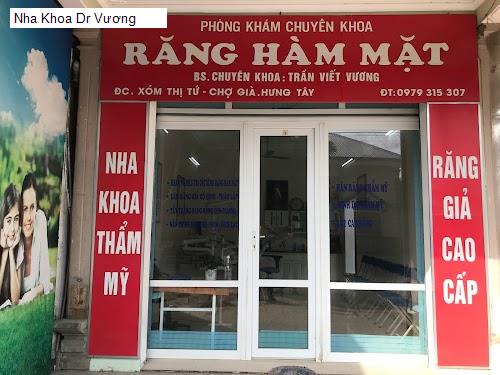 Nha Khoa Dr Vương
PHÒNG KHÁM CHUYÊN KHOA
RĂNG HÀM MẶT
BS. CHUYÊN KHOA : TRẦN VIẾT VƯƠNG
ĐC. XÓM THỊ TỨ - CHỢ GIÀ.HƯNG TÂY
ĐT:0979 315 307
NHA
KHOA
THẨM
MỸ
RĂNG
GIẢ
CAO
CẤP